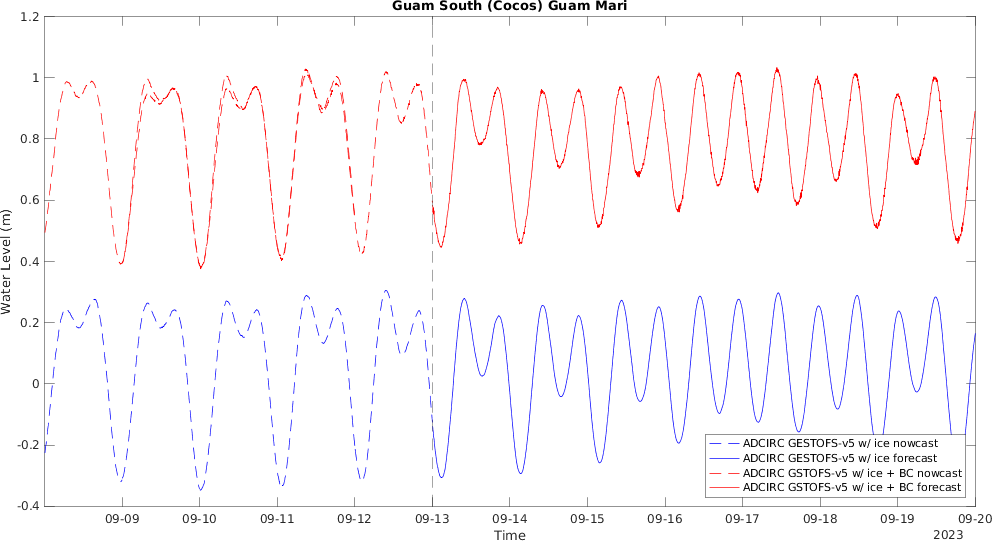 Guam South (Cocos) Guam Mari
1.2
1
0.8
0.6
0.4
0.2
0
-0.2
-0.4
Water Level (m)
ADCIRC GESTOFS-v5 w/ ice nowcast
ADCIRC GESTOFS-v5 w/ ice forecast
ADCIRC GSTOFS-v5 w/ ice + BC nowcast
ADCIRC GSTOFS-v5 w/ ice + BC forecast
09-09 09-10 09-11 09-12 09-13 09-14 09-15 09-16 09-17 09-18 09-19 09-20
Time
2023